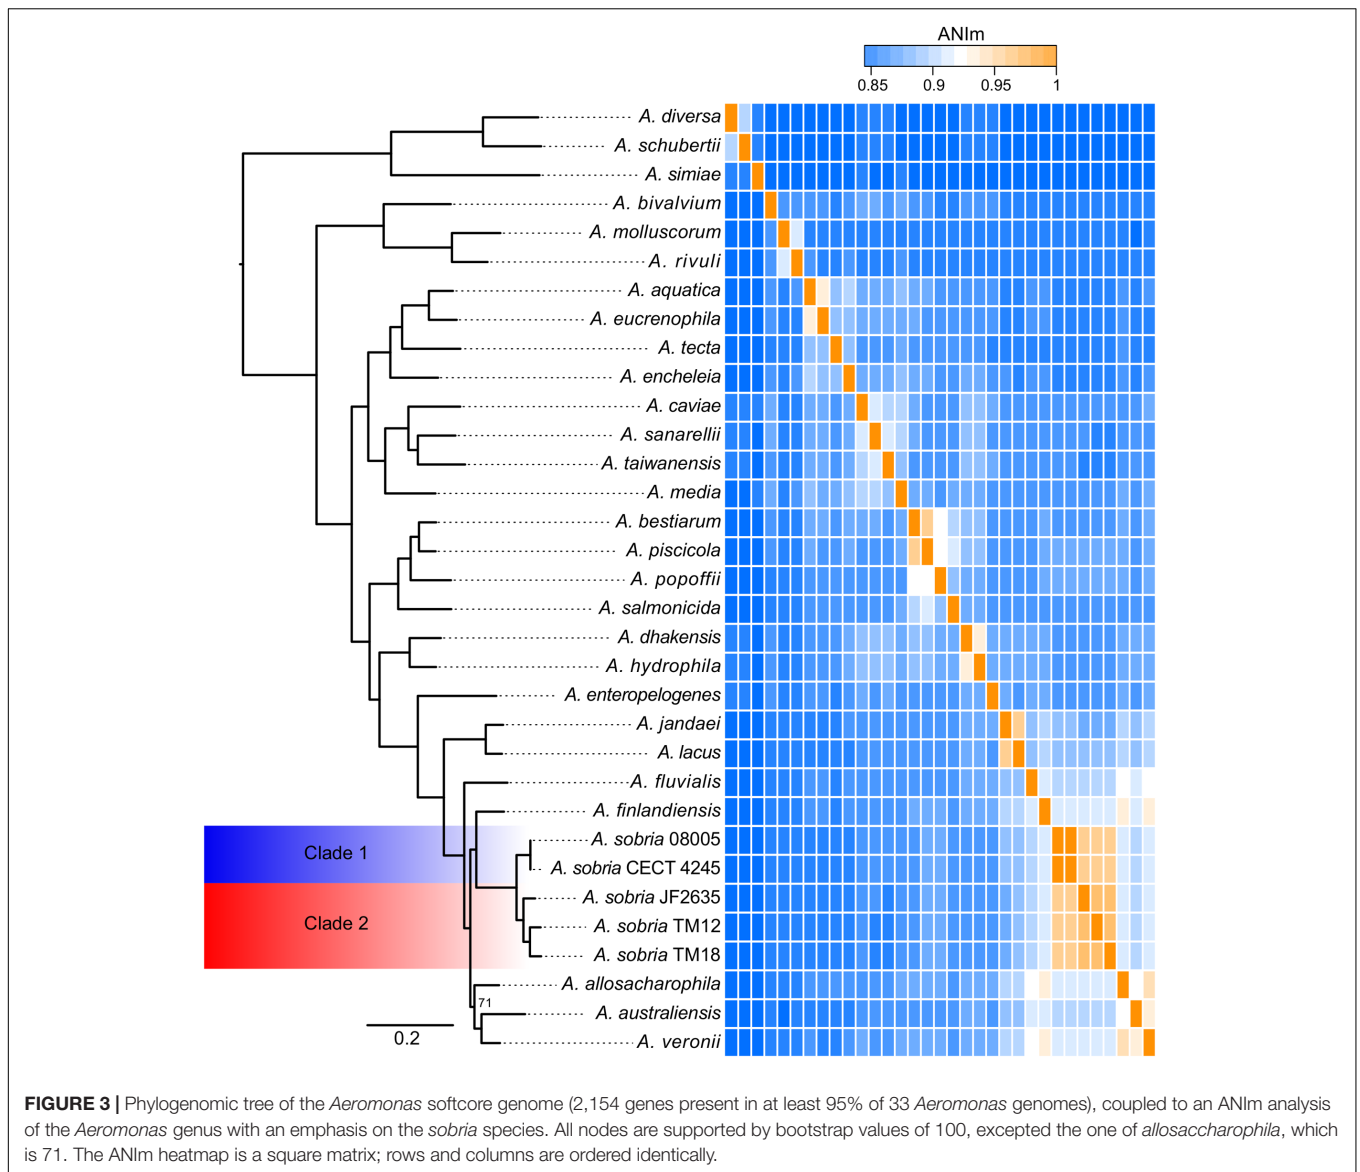 ANIm
0.85 0.9 0.95 1
A. diversa
A. schubertii
A. simiae
A. bivalvium
A. molluscorum
A. rivuli
A. aquatica
A. eucrenophila
A. tecta
A. encheleia
A. caviae
A. sanarellii
A. taiwanensis
A. media
A. bestiarum
A. piscicola
A. popoffii
A. salmonicida
A. dhakensis
A. hydrophila
A. enteropelogenes
A. jandaei
A. lacus
A. fluvialis
A. finlandiensis
A. sobria 08005
Clade 1
A. sobria CECT 4245
A. sobria JF2635
Clade 2
A. sobria TM12
A. sobria TM18
A. allosacharophila
71
A. australiensis
0.2
A. veronii
FIGURE 3 | Phylogenomic tree of the Aeromonas softcore genome (2,154 genes present in at least 95% of 33 Aeromonas genomes), coupled to an ANIm analysis
of the Aeromonas genus with an emphasis on the sobria species. All nodes are supported by bootstrap values of 100, excepted the one of allosaccharophila, which
is 71. The ANIm heatmap is a square matrix; rows and columns are ordered identically.